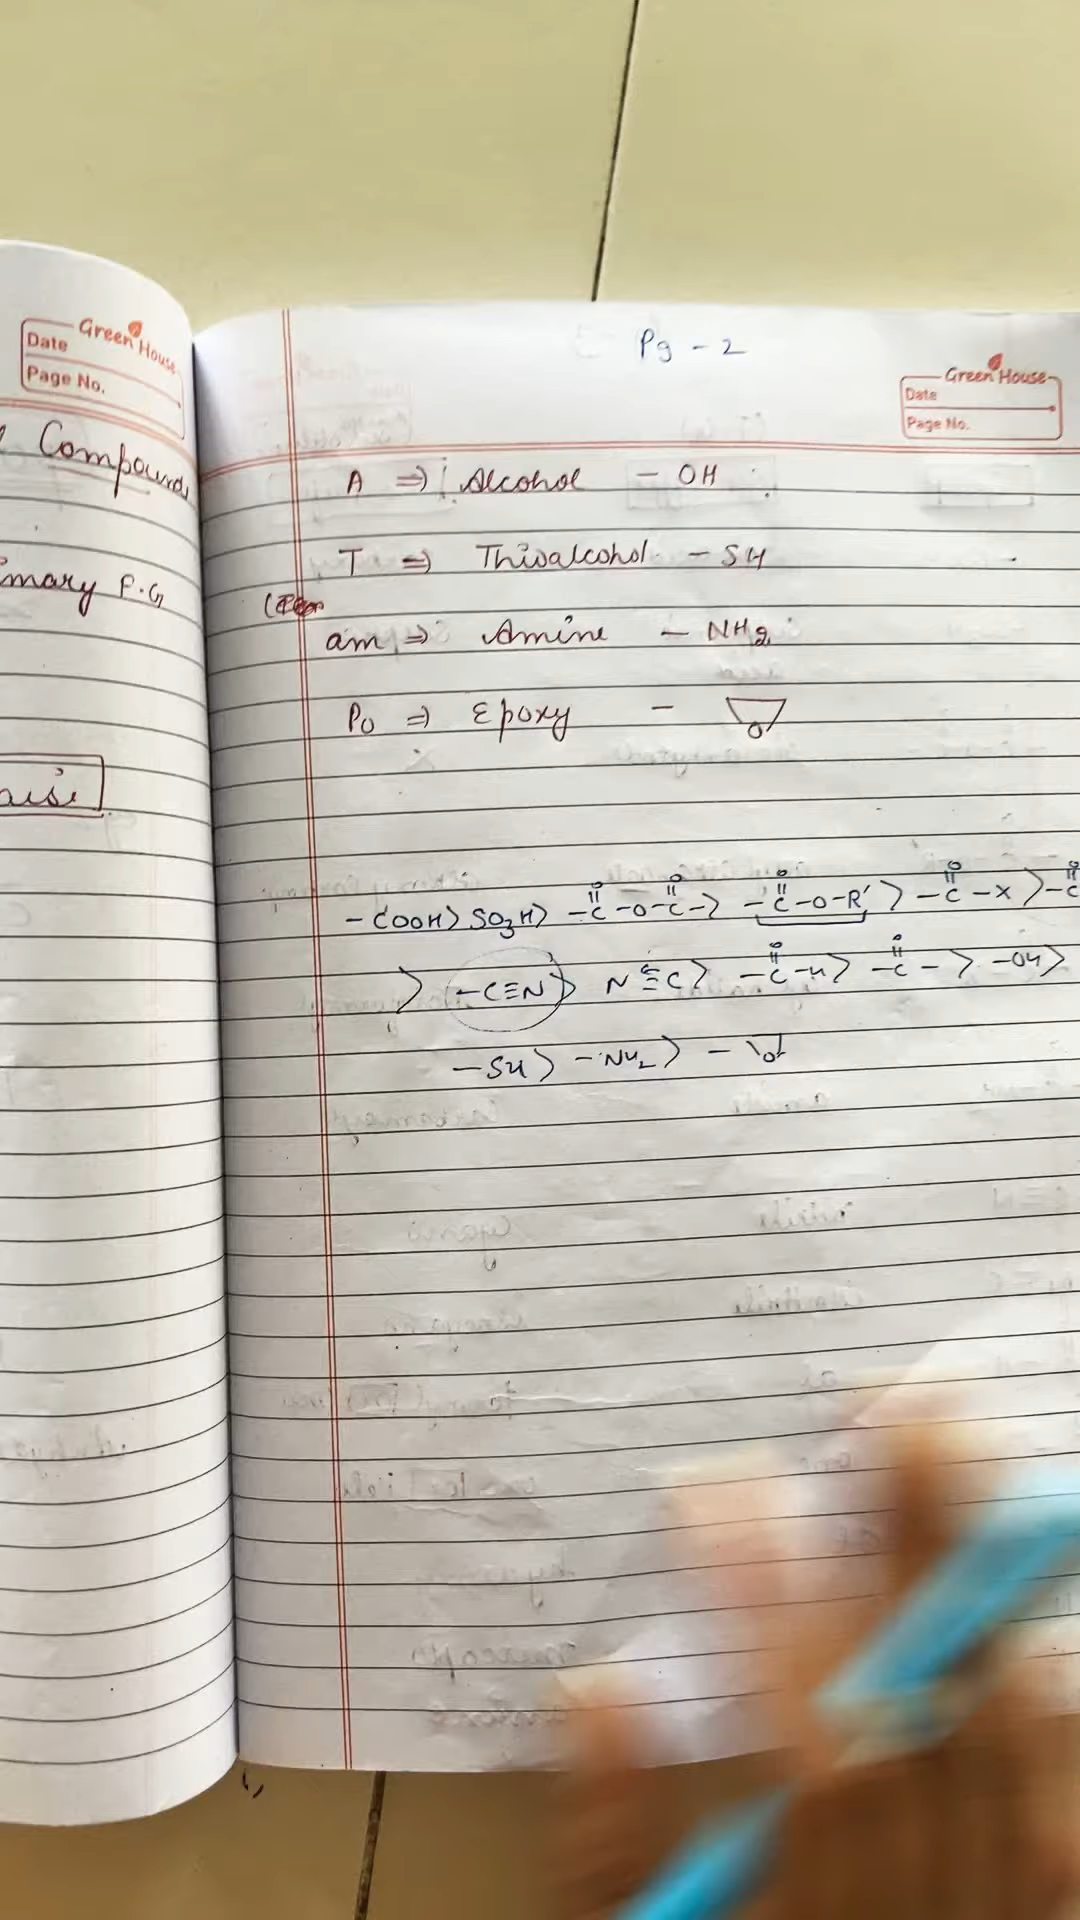 Green House
Date
Page No.
Compound
mary F.G
Pg - 2
Green House
Date
Page No.
A ⇒ Alcohol - OH
T ⇒ Thioalcohol - SH
am ⇒ Amine - NH2
Po ⇒ Epoxy - O
-COOH > SO3H > -C(=O)-O-C(=O)- > -C(=O)-O-R' > -C(=O)-X > -C(=O)
> -C≡N > N≡C > -C(=O)-H > -C(=O)- > -OH >
-SH > -NH2 > - O